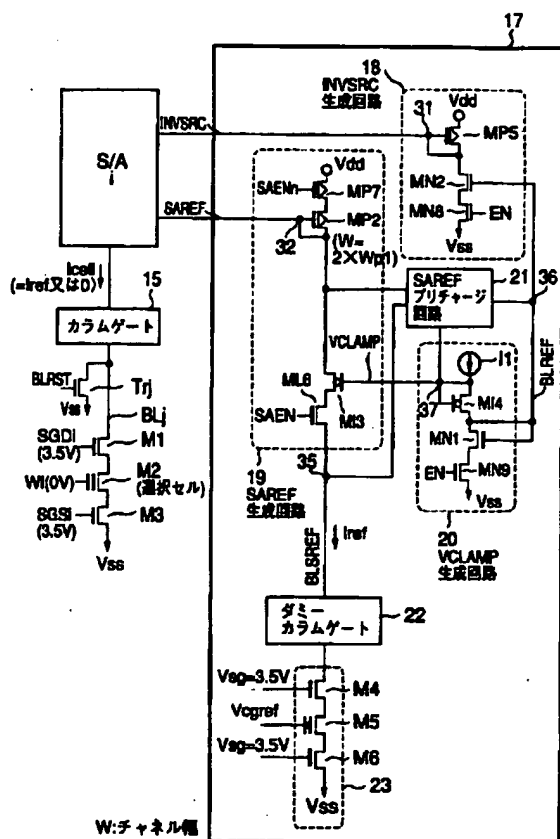 17
18
INVSRC
生成回路
31
Vdd
INVSRC
MP5
S/A
Vdd
SAENn
MP7
MN2
MN8
EN
SAREF
32
MP2
Vss
(W=
2×Wp1)
Icell
(=Iref又は0)
15
SAREF
プリチャージ
回路
21
36
カラムゲート
VCLAMP
I1
BLREF
BLRST
Trj
Vss
ML6
MI3
37
MI4
BLj
SAEN
MN1
SGDi
(3.5V)
M1
EN
MN9
35
Vss
WI(0V)
M2
(選択セル)
19
SAREF
生成回路
20
VCLAMP
生成回路
SGSi
(3.5V)
M3
Iref
BLSREF
Vss
ダミー
カラムゲート
22
Vsg=3.5V
M4
Vcgref
M5
Vsg=3.5V
M6
Vss
23
W:チャネル幅